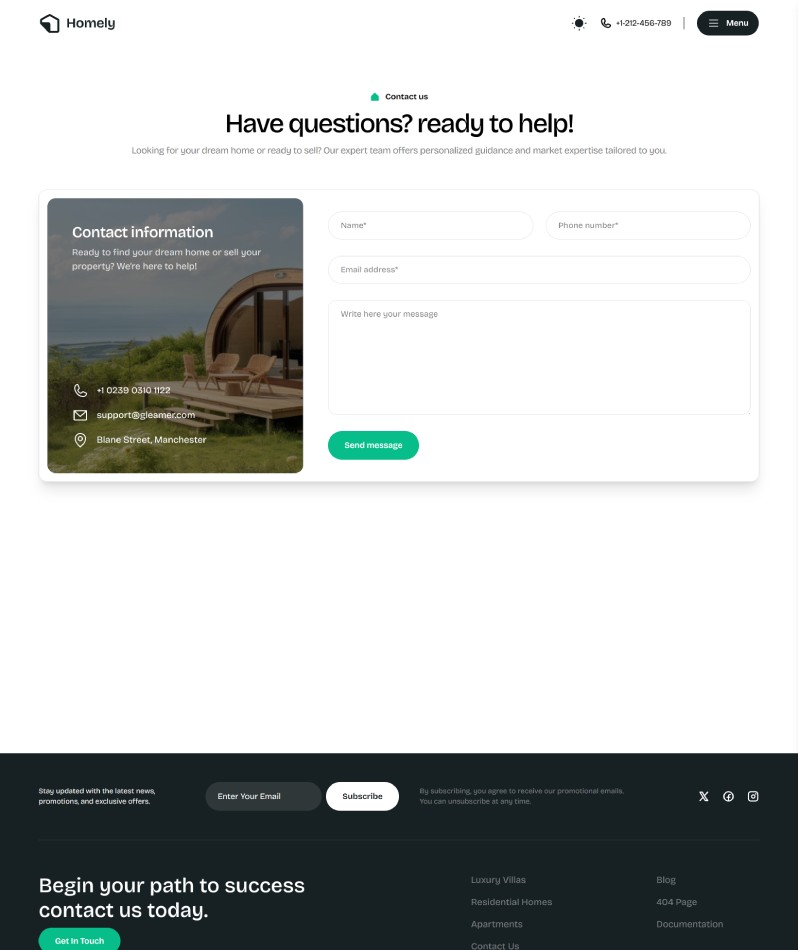 Homely
+1-212-456-789
Menu
Contact us
Have questions? ready to help!
Looking for your dream home or ready to sell? Our expert team offers personalized guidance and market expertise tailored to you.
Contact information
Ready to find your dream home or sell your
property? We're here to help!
+1 0239 0310 1122
support@gleamer.com
Blane Street, Manchester
Name*
Phone number*
Email address*
Write here your message
Send message
Stay updated with the latest news,
promotions, and exclusive offers.
Enter Your Email
Subscribe
By subscribing, you agree to receive our promotional emails.
You can unsubscribe at any time.
Begin your path to success
contact us today.
Get In Touch
Luxury Villas
Residential Homes
Apartments
Contact Us
Blog
404 Page
Documentation